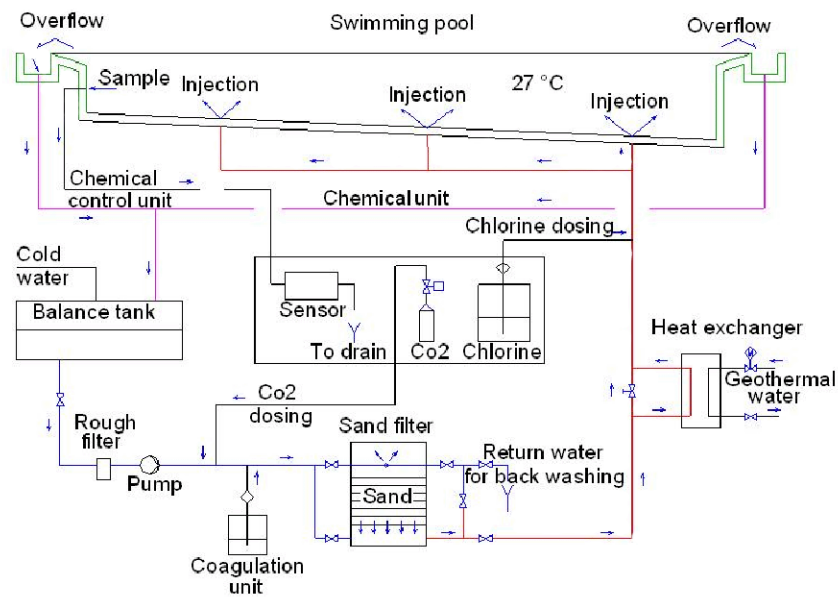 Overflow
Swimming pool
Overflow
Sample
Injection
Injection
27 °C
Injection
Chemical
control unit
Chemical unit
Chlorine dosing
Cold
water
Balance tank
Sensor
To drain
Co2
Chlorine
Heat exchanger
Geothermal
water
M
Co2
dosing
Rough
filter
Sand filter
Return water
for back washing
Pump
Sand
Coagulation
unit